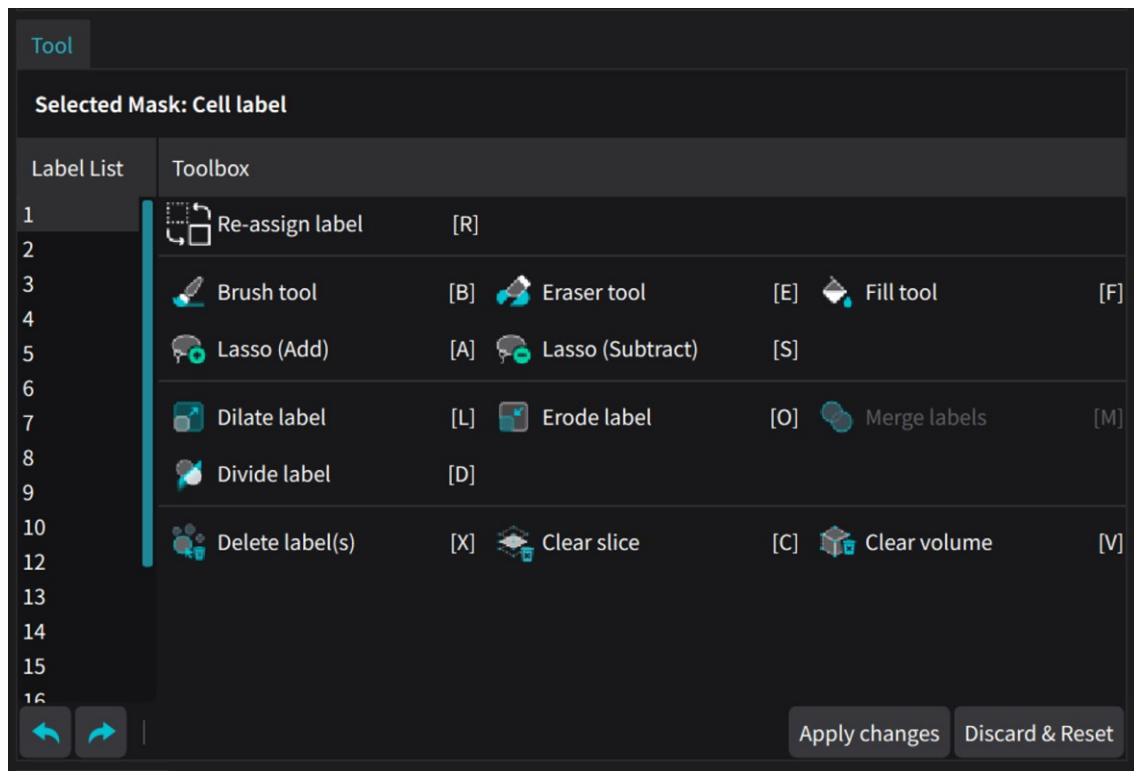 Tool
Selected Mask: Cell label
Label List
Toolbox
1
2
3
4
5
6
7
8
9
10
12
13
14
15
16
Re-assign label [R]
Brush tool [B] Eraser tool [E] Fill tool [F]
Lasso (Add) [A] Lasso (Subtract) [S]
Dilate label [L] Erode label [O] Merge labels [M]
Divide label [D]
Delete label(s) [X] Clear slice [C] Clear volume [V]
Apply changes Discard & Reset